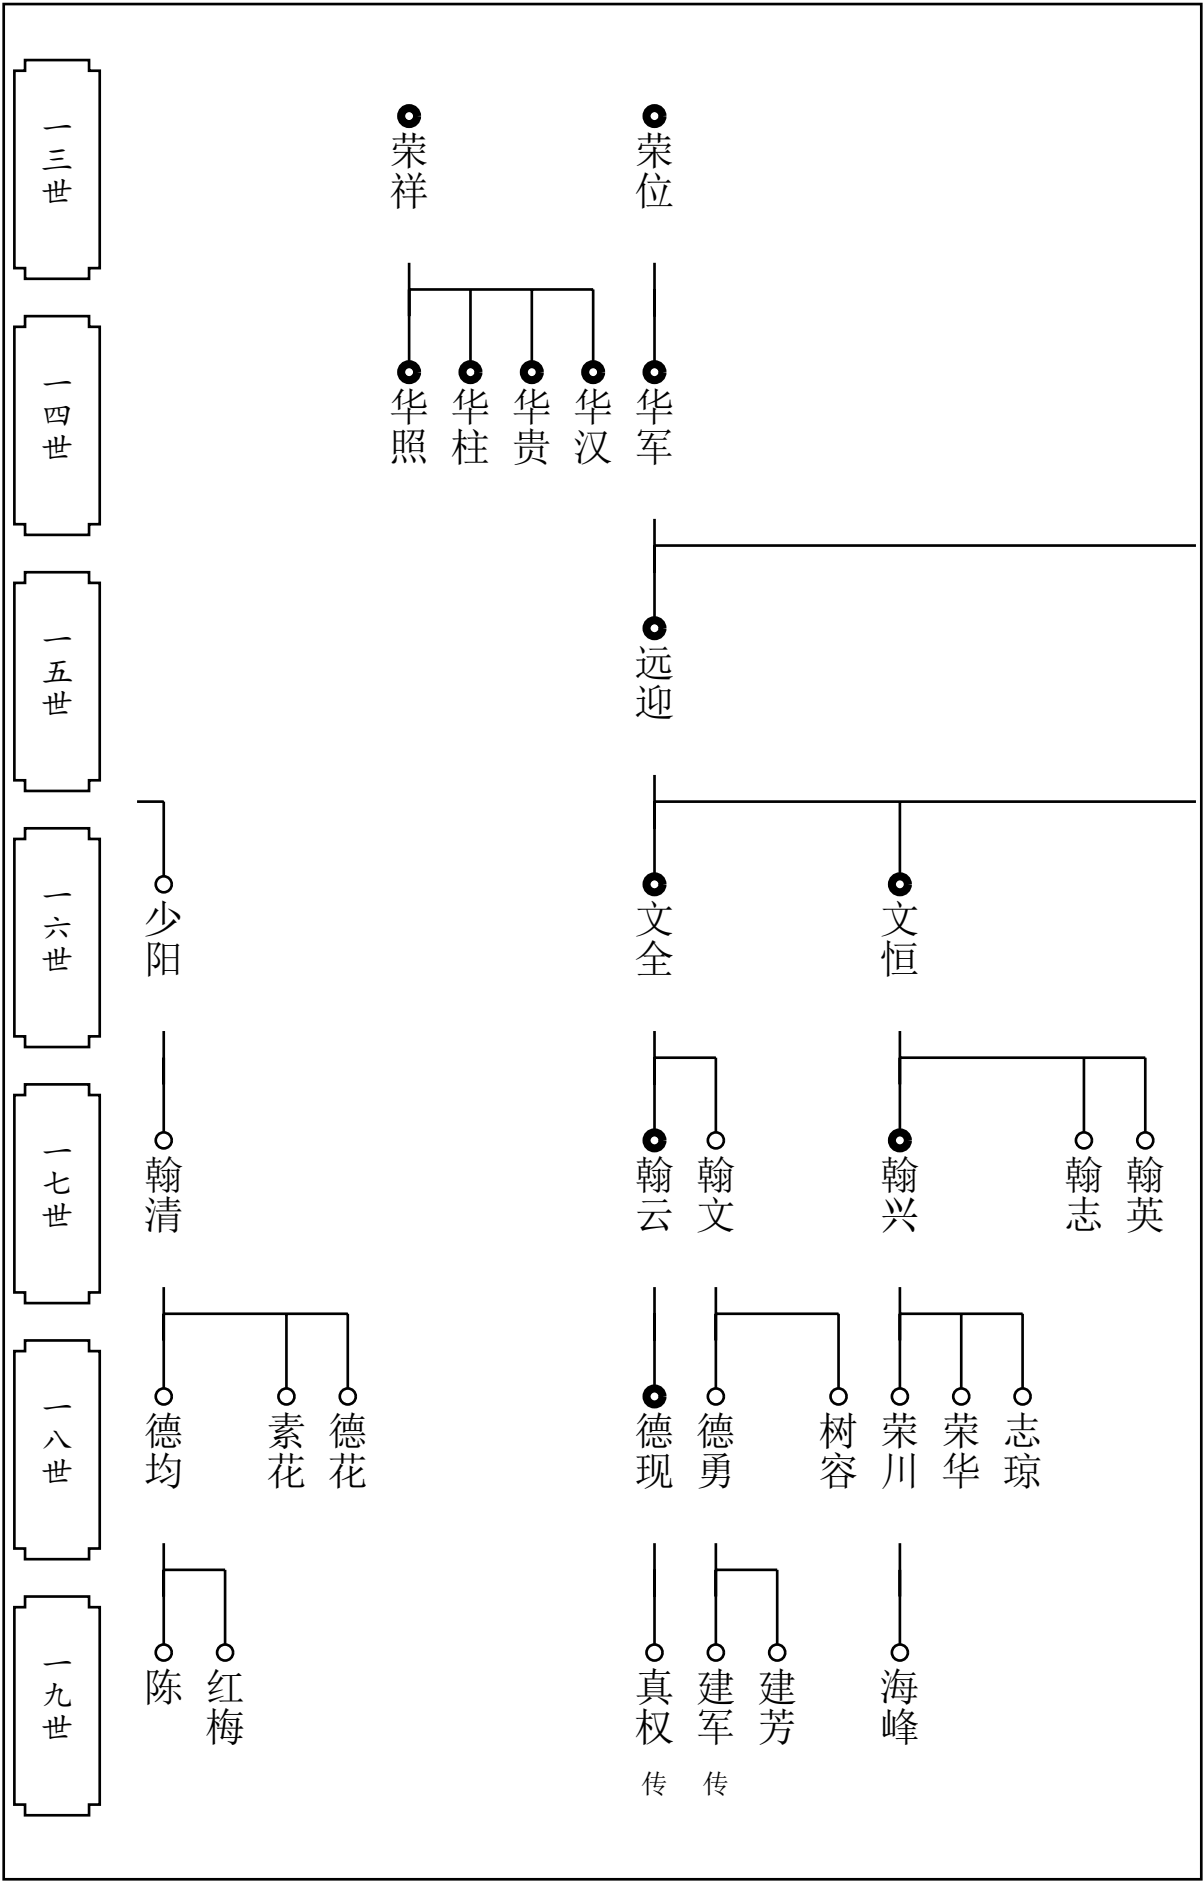 一三世
荣祥
荣位
一四世
华照
华柱
华贵
华汉
华军
一五世
远迎
一六世
少阳
文全
文恒
一七世
翰清
翰云
翰文
翰兴
翰志
翰英
一八世
德均
素花
德花
德现
德勇
树容
荣川
荣华
志琼
一九世
陈
红梅
真权
传
建军
传
建芳
海峰